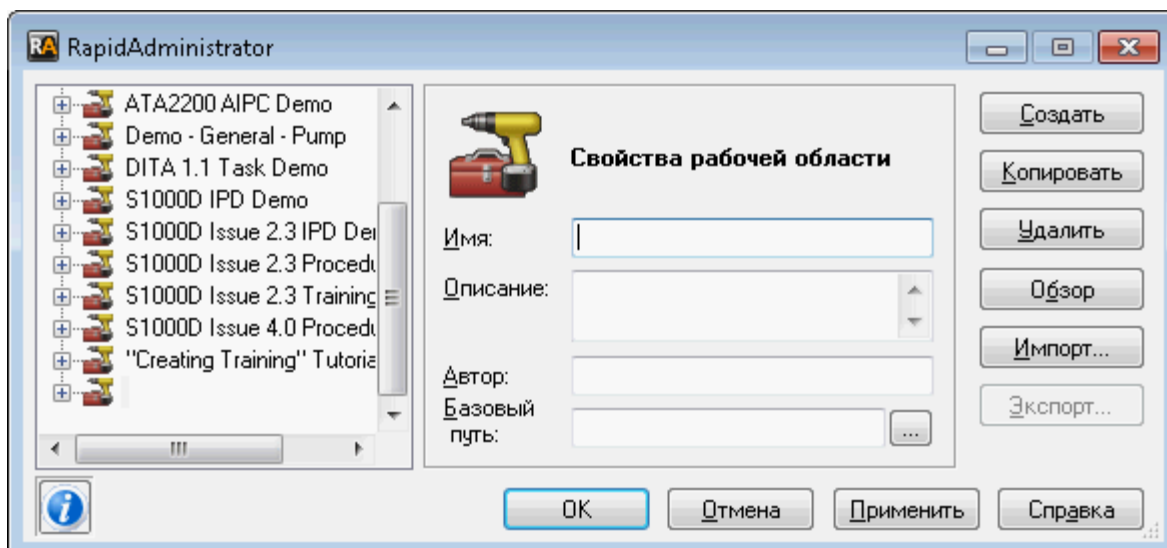 RapidAdministrator
ATA2200 AIPC Demo
Demo - General - Pump
DITA 1.1 Task Demo
S1000D IPD Demo
S1000D Issue 2.3 IPD Der
S1000D Issue 2.3 Procedu
S1000D Issue 2.3 Training
S1000D Issue 4.0 Procedu
"Creating Training" Tutoria
Свойства рабочей области
Имя:
Описание:
Автор:
Базовый
путь:
...
Создать
Копировать
Удалить
Обзор
Импорт...
Экспорт...
OK
Отмена
Применить
Справка